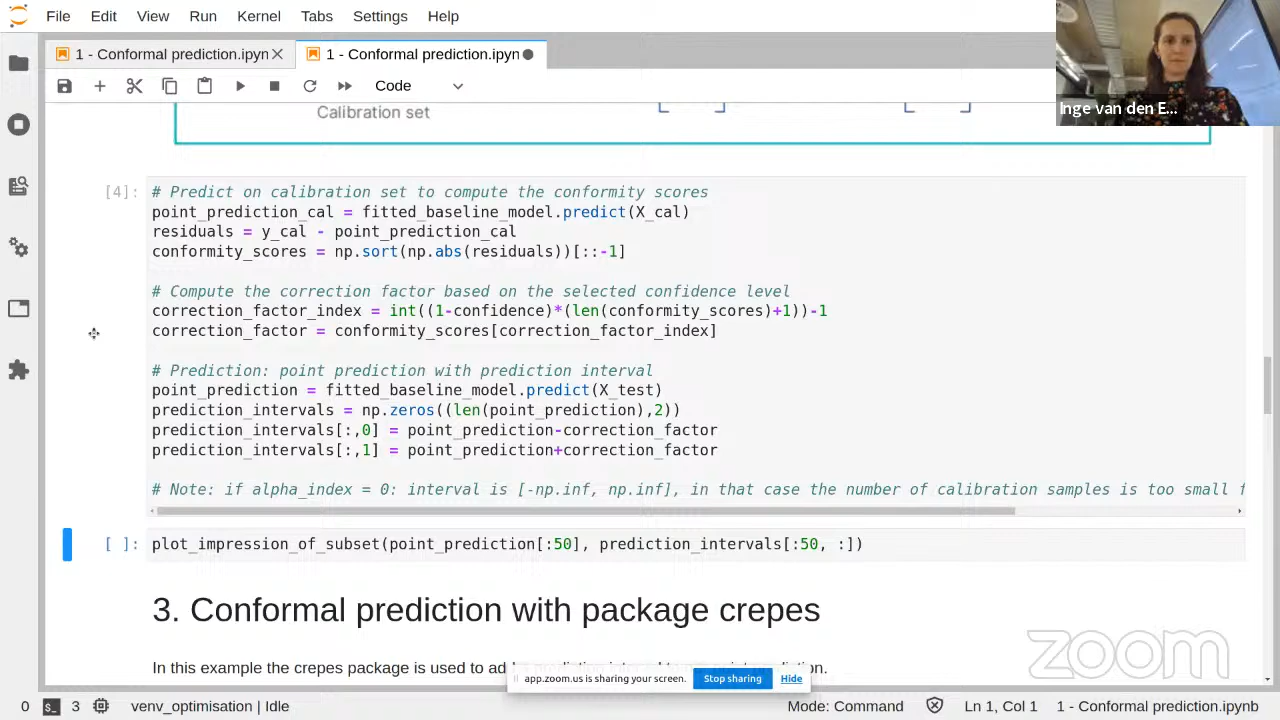 File Edit View Run Kernel Tabs Settings Help
1 - Conformal prediction.ipyn
1 - Conformal prediction.ipyn
Code
Inge van den E...
Calibration set
[4]:
# Predict on calibration set to compute the conformity scores
point_prediction_cal = fitted_baseline_model.predict(X_cal)
residuals = y_cal - point_prediction_cal
conformity_scores = np.sort(np.abs(residuals))[::-1]
# Compute the correction factor based on the selected confidence level
correction_factor_index = int((1-confidence)*(len(conformity_scores)+1))-1
correction_factor = conformity_scores[correction_factor_index]
# Prediction: point prediction with prediction interval
point_prediction = fitted_baseline_model.predict(X_test)
prediction_intervals = np.zeros((len(point_prediction),2))
prediction_intervals[:,0] = point_prediction-correction_factor
prediction_intervals[:,1] = point_prediction+correction_factor
# Note: if alpha_index = 0: interval is [-np.inf, np.inf], in that case the number of calibration samples is too small f
[ ]:
plot_impression_of_subset(point_prediction[:50], prediction_intervals[:50, :])
3. Conformal prediction with package crepes
In this example the crepes package is used to add a prediction interval to a point prediction.
zoom
app.zoom.us is sharing your screen. Stop sharing Hide
0 3 venv_optimisation | Idle Mode: Command Ln 1, Col 1 1 - Conformal prediction.ipynb